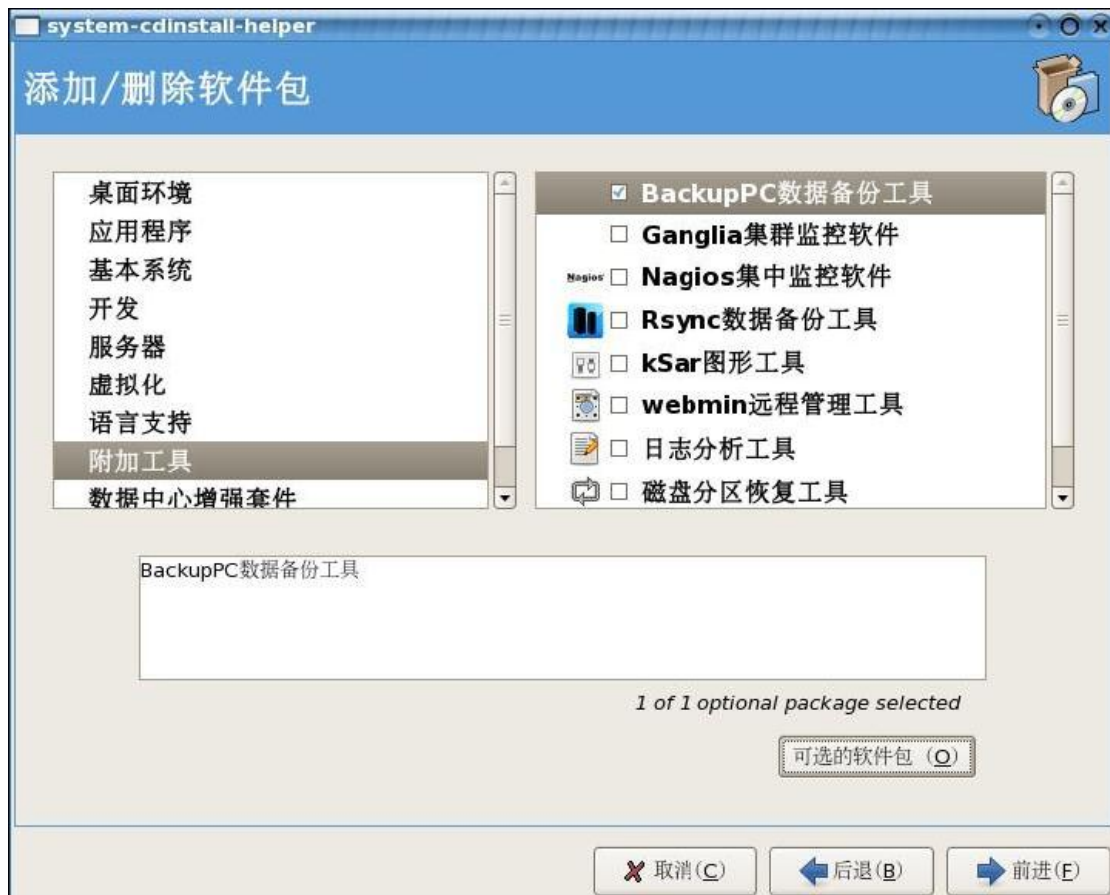 system-cdinstall-helper
添加/删除软件包
桌面环境
应用程序
基本系统
开发
服务器
虚拟化
语言支持
附加工具
数据中心增强套件
BackupPC数据备份工具
Ganglia集群监控软件
Nagios Nagios集中监控软件
Rsync数据备份工具
kSar图形工具
webmin远程管理工具
日志分析工具
磁盘分区恢复工具
BackupPC数据备份工具
1 of 1 optional package selected
可选的软件包 (O)
取消(C) 后退(B) 前进(F)